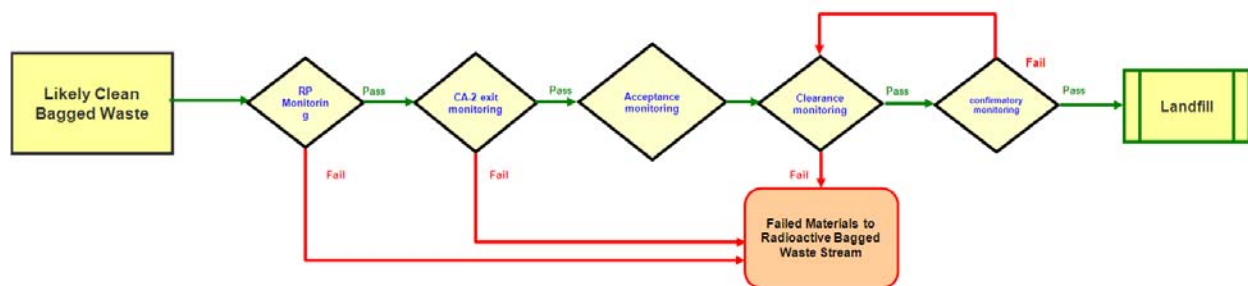 Likely Clean
Bagged Waste
RP
Monitorin
g
Pass
CA-2 exit
monitoring
Pass
Acceptance
monitoring
Clearance
monitoring
Pass
Fail
confirmatory
monitoring
Pass
Landfill
Fail
Fail
Fail
Failed Materials to
Radioactive Bagged
Waste Stream